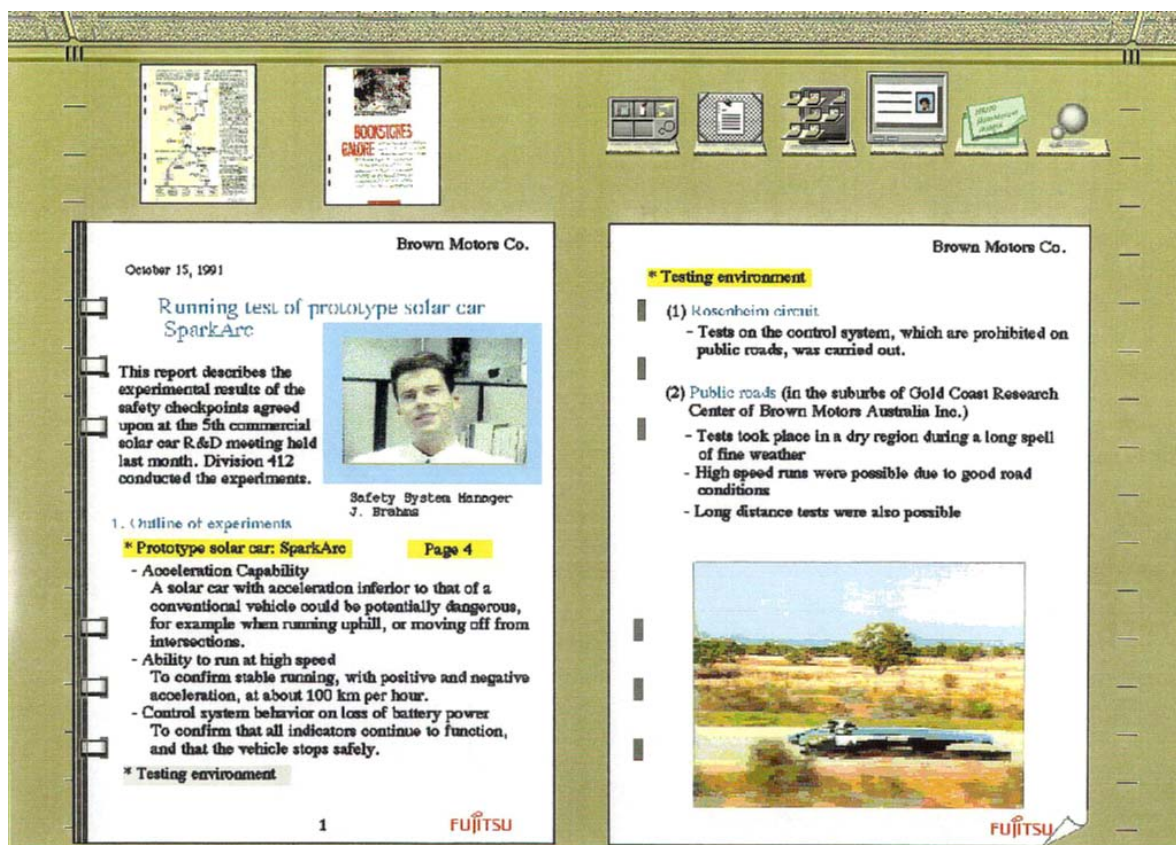 BOOKSTORES
GALORE
Brown Motors Co.
October 15, 1991
Running test of prototype solar car
SparkArc
This report describes the
experimental results of the
safety checkpoints agreed
upon at the 5th commercial
solar car R&D meeting held
last month. Division 412
conducted the experiments.
Safety System Manager
J. Brehms
1. Outline of experiments
* Prototype solar car: SparkArc Page 4
- Acceleration Capability
A solar car with acceleration inferior to that of a
conventional vehicle could be potentially dangerous,
for example when running uphill, or moving off from
intersections.
- Ability to run at high speed
To confirm stable running, with positive and negative
acceleration, at about 100 km per hour.
- Control system behavior on loss of battery power
To confirm that all indicators continue to function,
and that the vehicle stops safely.
* Testing environment
1 FUJITSU
Brown Motors Co.
* Testing environment
(1) Rosenheim circuit
- Tests on the control system, which are prohibited on
public roads, was carried out.
(2) Public roads (in the suburbs of Gold Coast Research
Center of Brown Motors Australia Inc.)
- Tests took place in a dry region during a long spell
of fine weather
- High speed runs were possible due to good road
conditions
- Long distance tests were also possible
FUJITSU